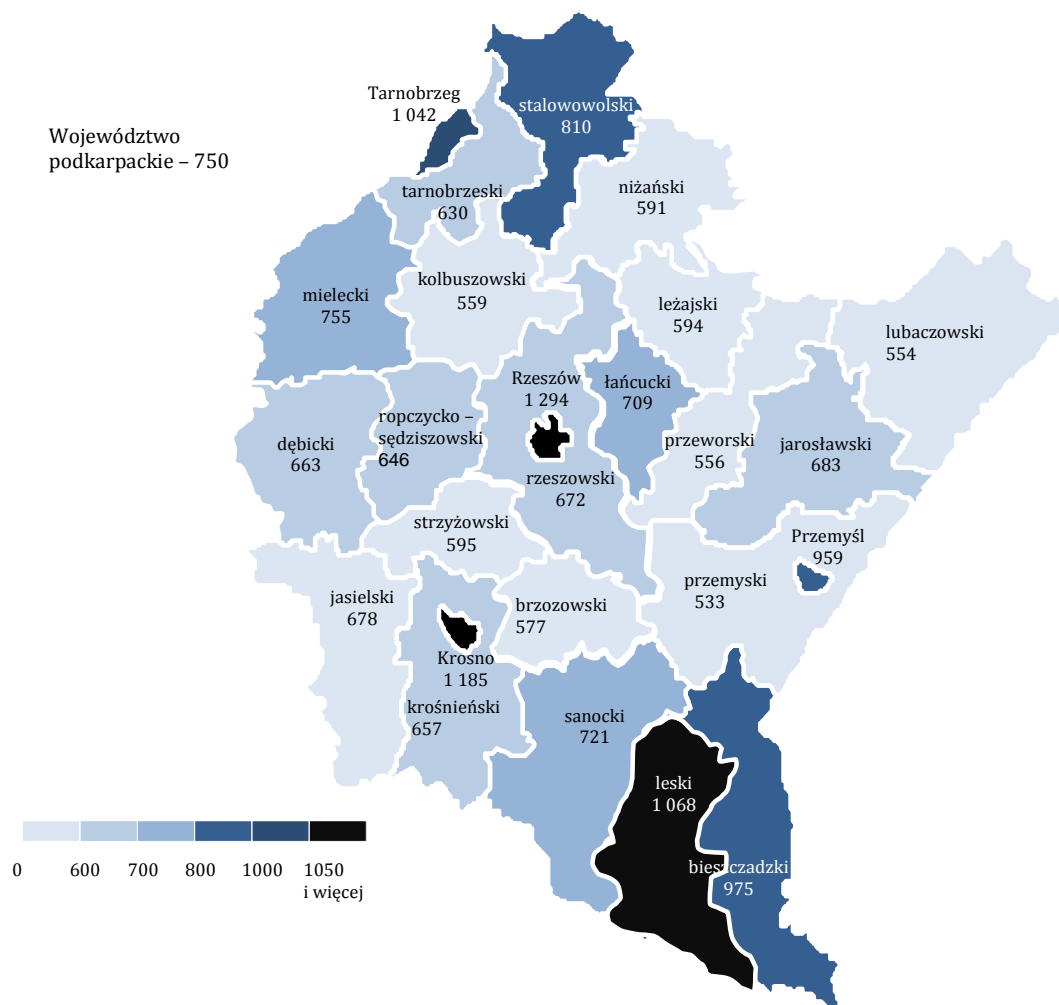 Tarnobrzeg
1 042
stalowowolski
810
Województwo
podkarpackie – 750
tarnobrzeski
630
niżański
591
mielecki
755
kolbuszowski
559
leżajski
594
lubaczowski
554
Rzeszów
1 294
łańcucki
709
dębicki
663
ropczycko –
sędziszowski
646
przeworski
556
jarosławski
683
rzeszowski
672
strzyżowski
595
Przemyśl
959
jasielski
678
brzozowski
577
przemyski
533
Krosno
1 185
krośnieński
657
sanocki
721
leski
1 068
bieszczadzki
975
0 600 700 800 1000 1050
i więcej